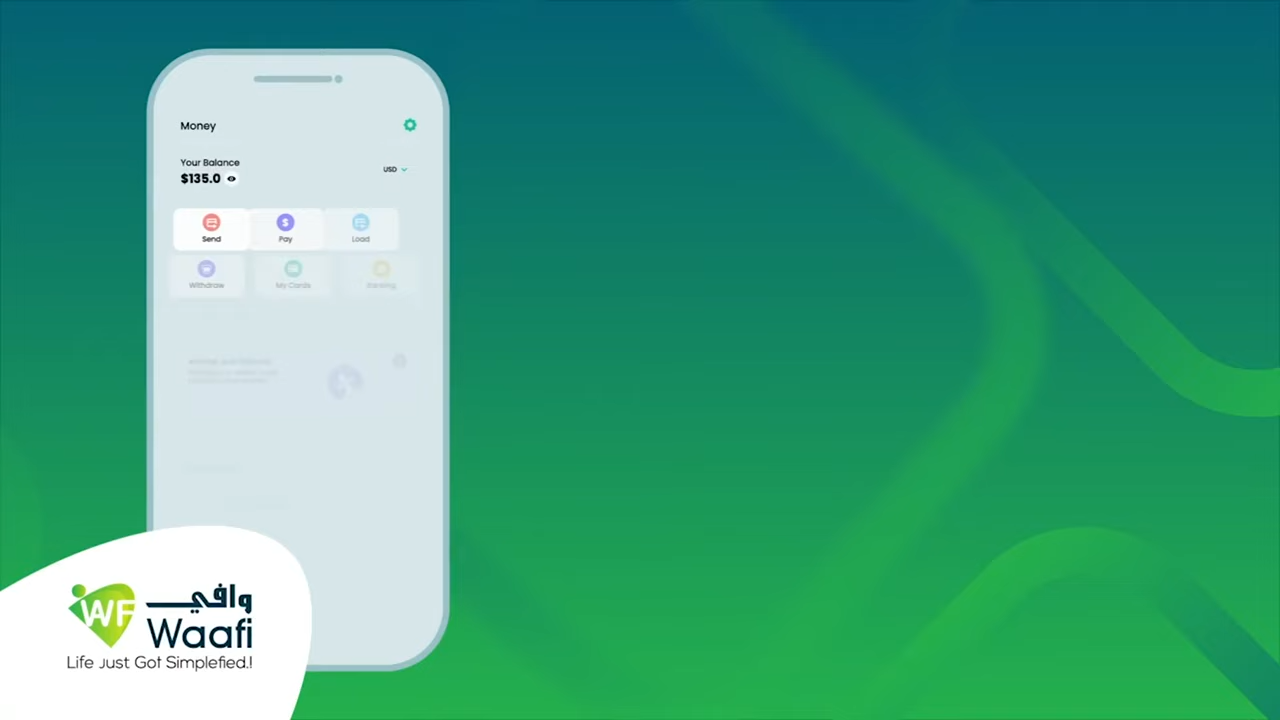 Money
Your Balance
$135.0
USD
Send
Pay
Load
Withdraw
My Cards
Banking
WF
وافي
Waafi
Life Just Got Simplefied.!